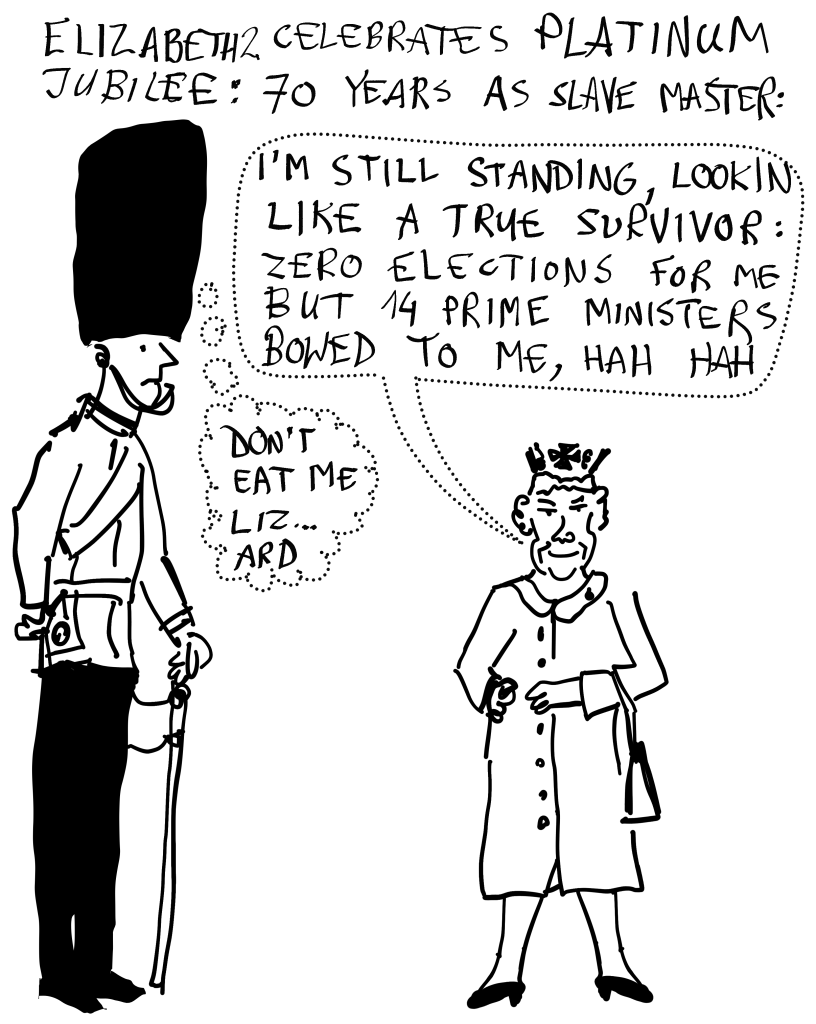 ELIZABETH2 CELEBRATES PLATINUM
JUBILEE: 70 YEARS AS SLAVE MASTER:
I'M STILL STANDING, LOOKIN
LIKE A TRUE SURVIVOR:
ZERO ELECTIONS FOR ME
BUT 14 PRIME MINISTERS
BOWED TO ME, HAH HAH
DON'T
EAT ME
LIZ...
ARD